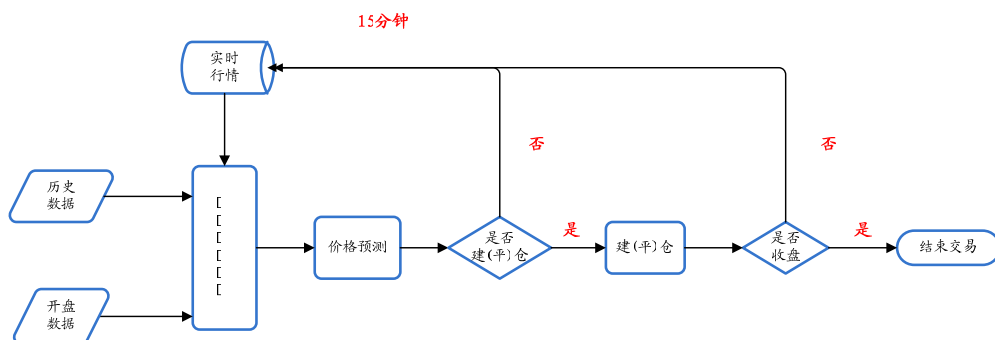 15分钟
实时
行情
否
否
历史
数据
价格预测
是否
建(平)仓
是
建(平)仓
是否
收盘
是
结束交易
开盘
数据